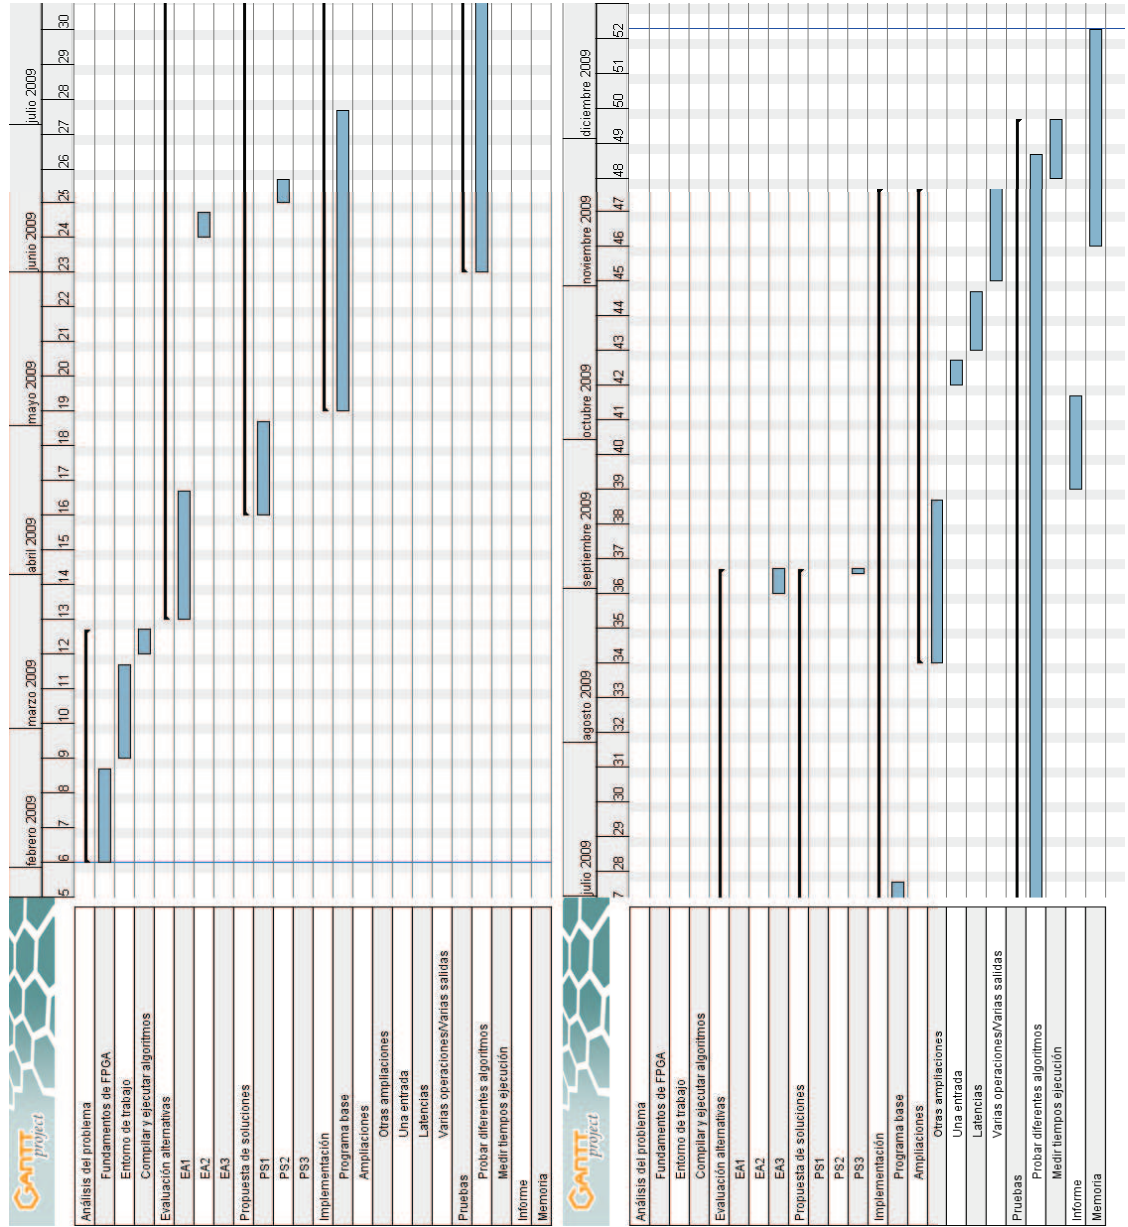 GANTT
project
febrero 2009
marzo 2009
abril 2009
mayo 2009
junio 2009
julio 2009
5
6
7
8
9
10
11
12
13
14
15
16
17
18
19
20
21
22
23
24
25
26
27
28
29
30
Análisis del problema
Fundamentos de FPGA
Entorno de trabajo
Compilar y ejecutar algoritmos
Evaluación alternativas
EA1
EA2
EA3
Propuesta de soluciones
PS1
PS2
PS3
Implementación
Programa base
Ampliaciones
Otras ampliaciones
Una entrada
Latencias
Varias operaciones/Varias salidas
Pruebas
Probar diferentes algoritmos
Medir tiempos ejecución
Informe
Memoria
GANTT
project
julio 2009
agosto 2009
septiembre 2009
octubre 2009
noviembre 2009
diciembre 2009
7
28
29
30
31
32
33
34
35
36
37
38
39
40
41
42
43
44
45
46
47
48
49
50
51
52
Análisis del problema
Fundamentos de FPGA
Entorno de trabajo
Compilar y ejecutar algoritmos
Evaluación alternativas
EA1
EA2
EA3
Propuesta de soluciones
PS1
PS2
PS3
Implementación
Programa base
Ampliaciones
Otras ampliaciones
Una entrada
Latencias
Varias operaciones/Varias salidas
Pruebas
Probar diferentes algoritmos
Medir tiempos ejecución
Informe
Memoria